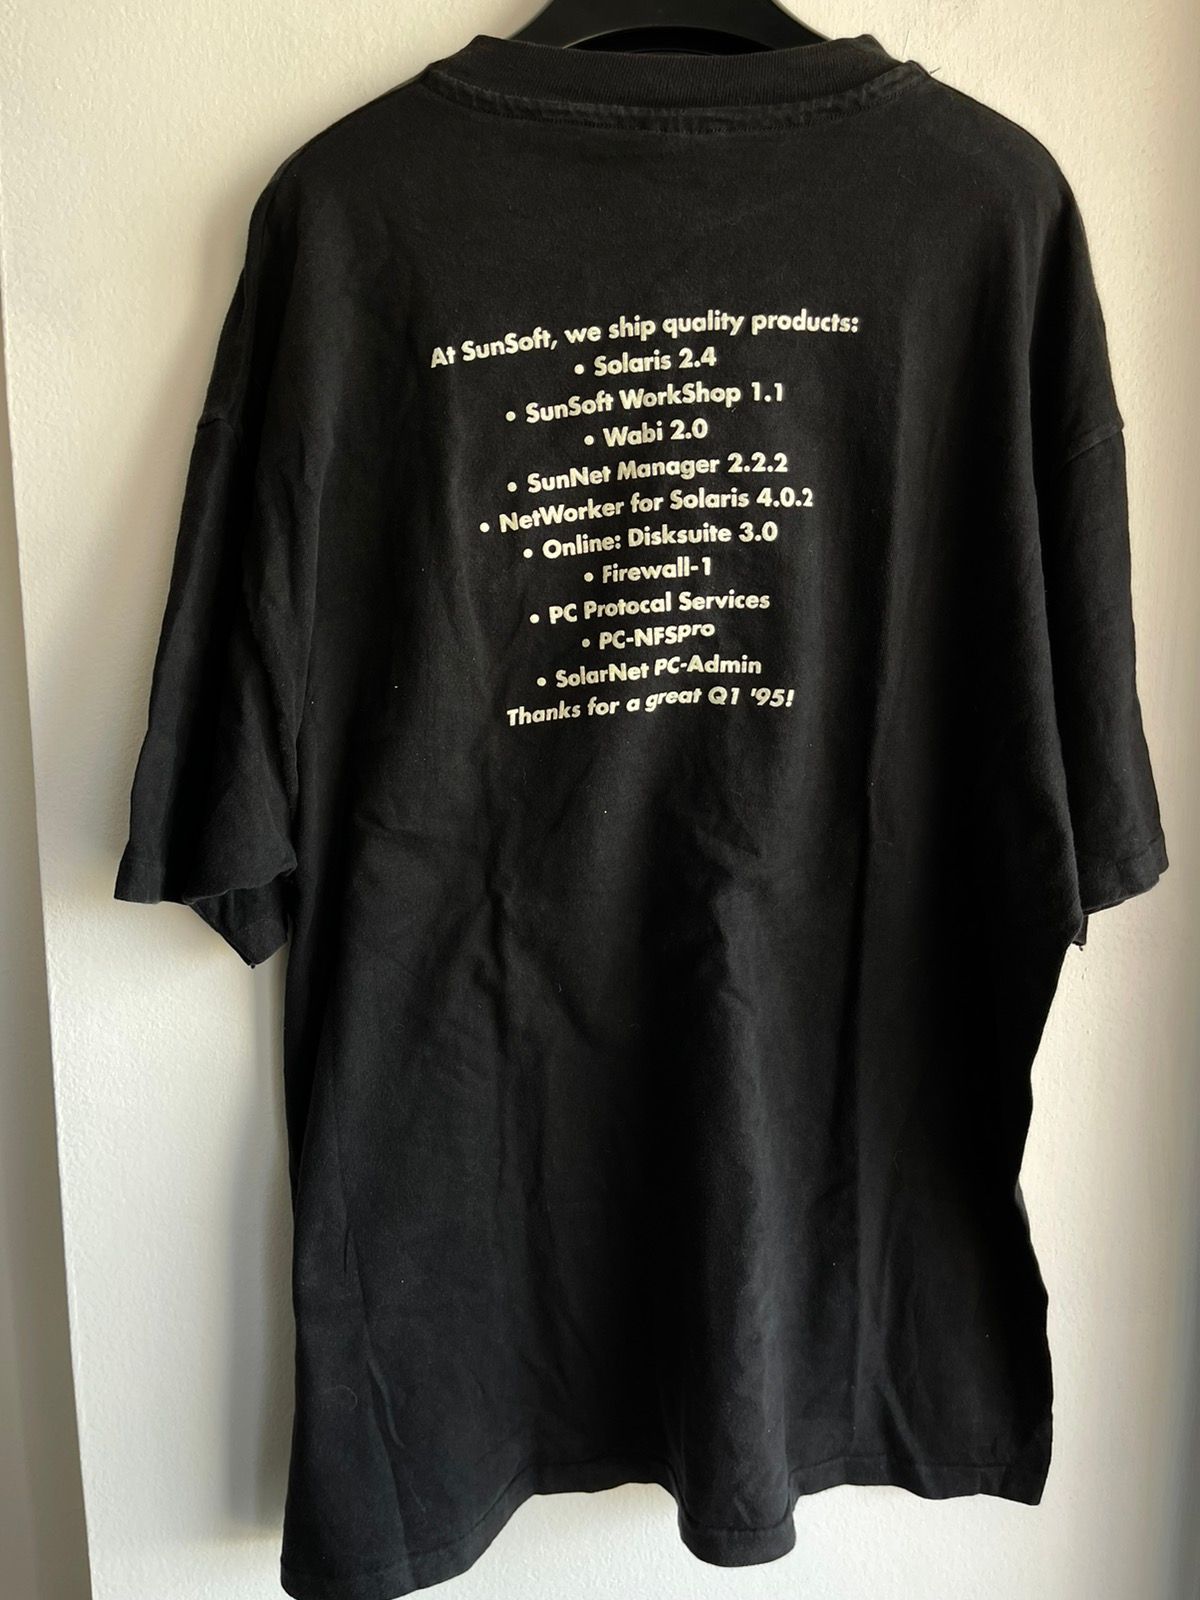 At SunSoft, we ship quality products:
• Solaris 2.4
• SunSoft WorkShop 1.1
• Wabi 2.0
• SunNet Manager 2.2.2
• NetWorker for Solaris 4.0.2
• Online: Disksuite 3.0
• Firewall-1
• PC Protocal Services
• PC-NFSpro
• SolarNet PC-Admin
Thanks for a great Q1 '95!